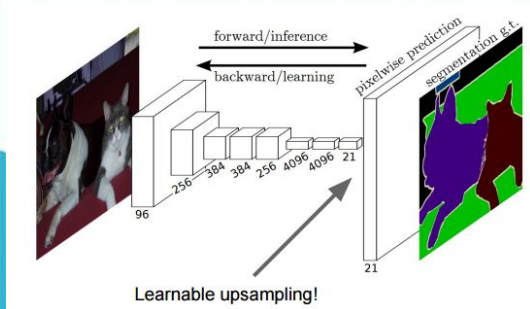 forward/inference
backward/learning
pixelwise prediction
segmentation g.t.
96
256
384
384
256
4096
4096
21
21
Learnable upsampling!